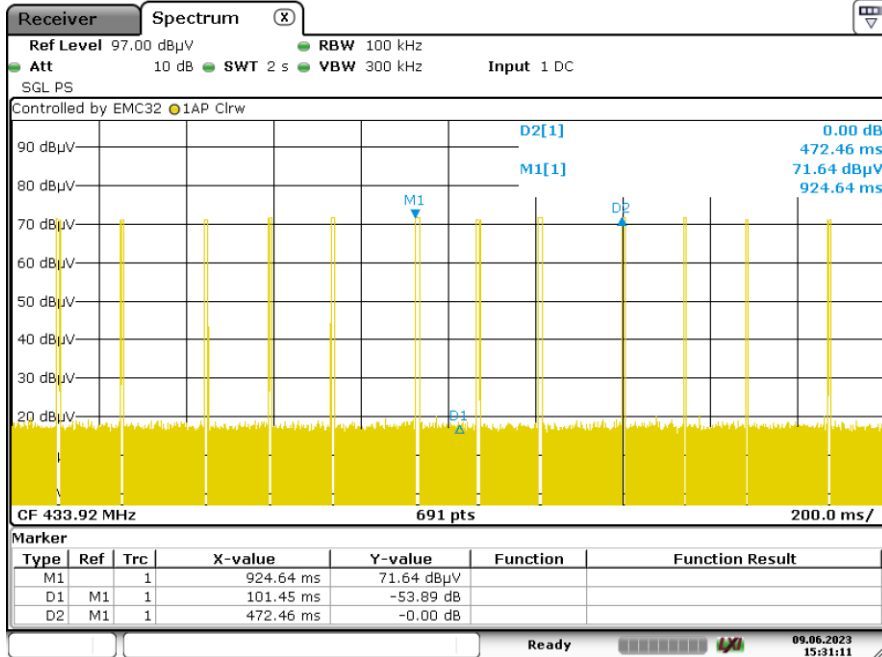 Receiver Spectrum X
Ref Level 97.00 dBµV RBW 100 kHz
Att 10 dB SWT 2 s VBW 300 kHz Input 1 DC
SGL PS
Controlled by EMC32 1AP Clrw
D2[1] 0.00 dB
472.46 ms
M1[1] 71.64 dBµV
924.64 ms
90 dBµV
80 dBµV
M1
D2
70 dBµV
60 dBµV
50 dBµV
40 dBµV
30 dBµV
20 dBµV
D1
CF 433.92 MHz 691 pts 200.0 ms/
Marker
Type Ref Trc X-value Y-value Function Function Result
M1 1 924.64 ms 71.64 dBµV
D1 M1 1 101.45 ms -53.89 dB
D2 M1 1 472.46 ms -0.00 dB
Ready LXI 09.06.2023
15:31:11